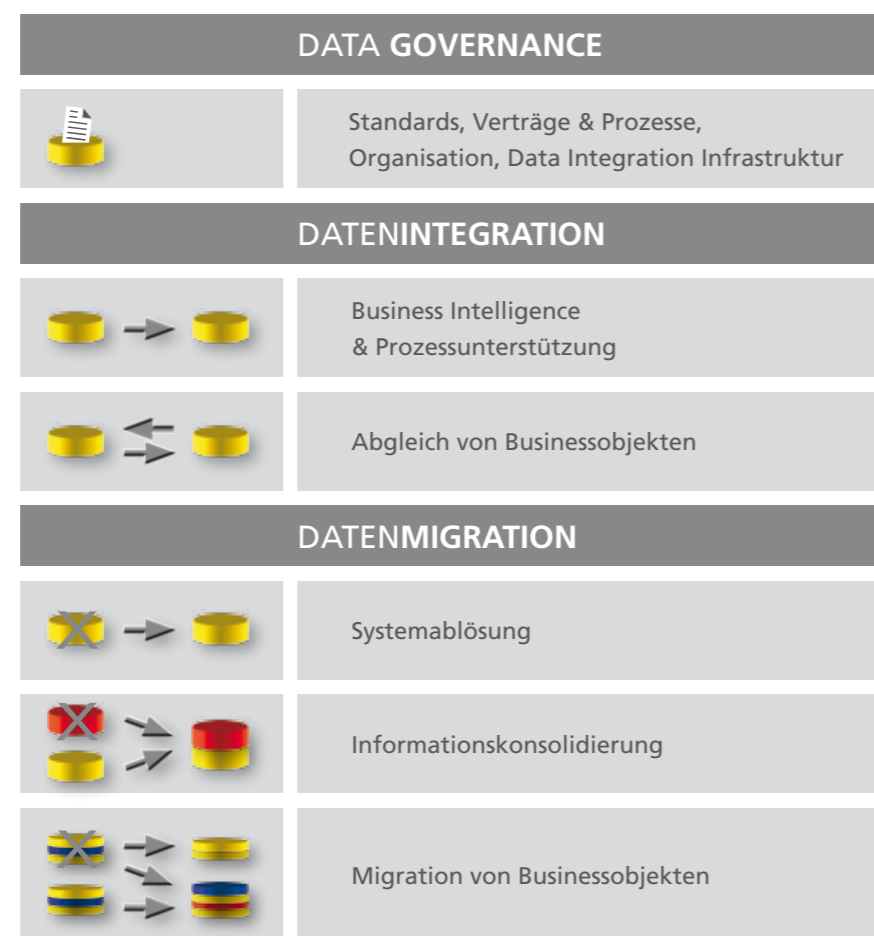 DATA GOVERNANCE
Standards, Verträge & Prozesse,
Organisation, Data Integration Infrastruktur
DATENINTEGRATION
Business Intelligence
& Prozessunterstützung
Abgleich von Businessobjekten
DATENMIGRATION
Systemablösung
Informationskonsolidierung
Migration von Businessobjekten